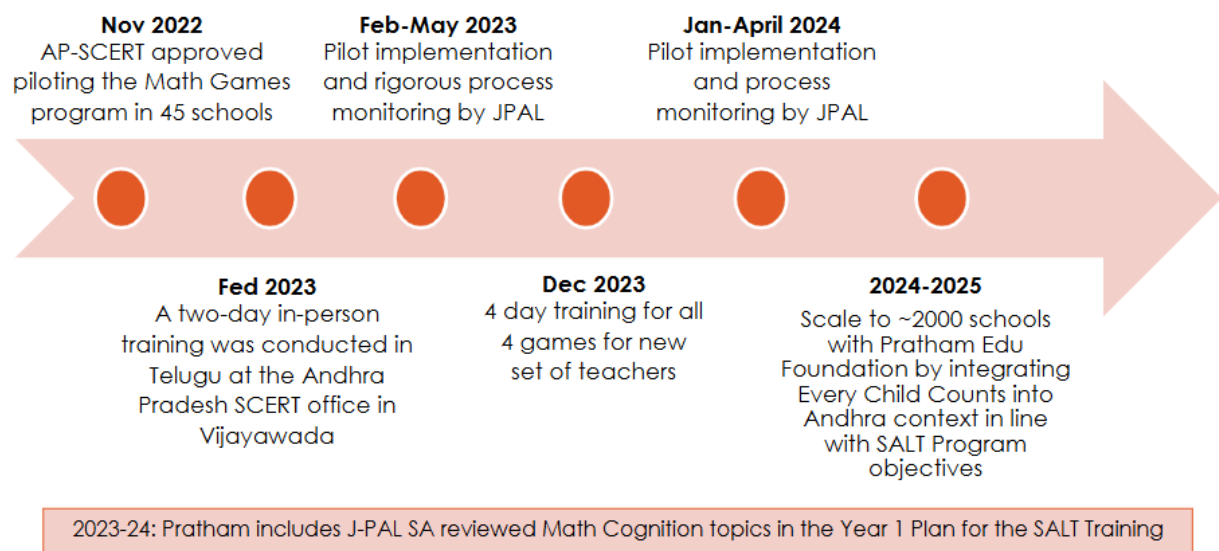 Nov 2022
AP-SCERT approved
piloting the Math Games
program in 45 schools
Fed 2023
A two-day in-person
training was conducted in
Telugu at the Andhra
Pradesh SCERT office in
Vijayawada
Feb-May 2023
Pilot implementation
and rigorous process
monitoring by JPAL
Dec 2023
4 day training for all
4 games for new
set of teachers
Jan-April 2024
Pilot implementation
and process
monitoring by JPAL
2024-2025
Scale to ~2000 schools
with Pratham Edu
Foundation by integrating
Every Child Counts into
Andhra context in line
with SALT Program
objectives
2023-24: Pratham includes J-PAL SA reviewed Math Cognition topics in the Year 1 Plan for the SALT Training